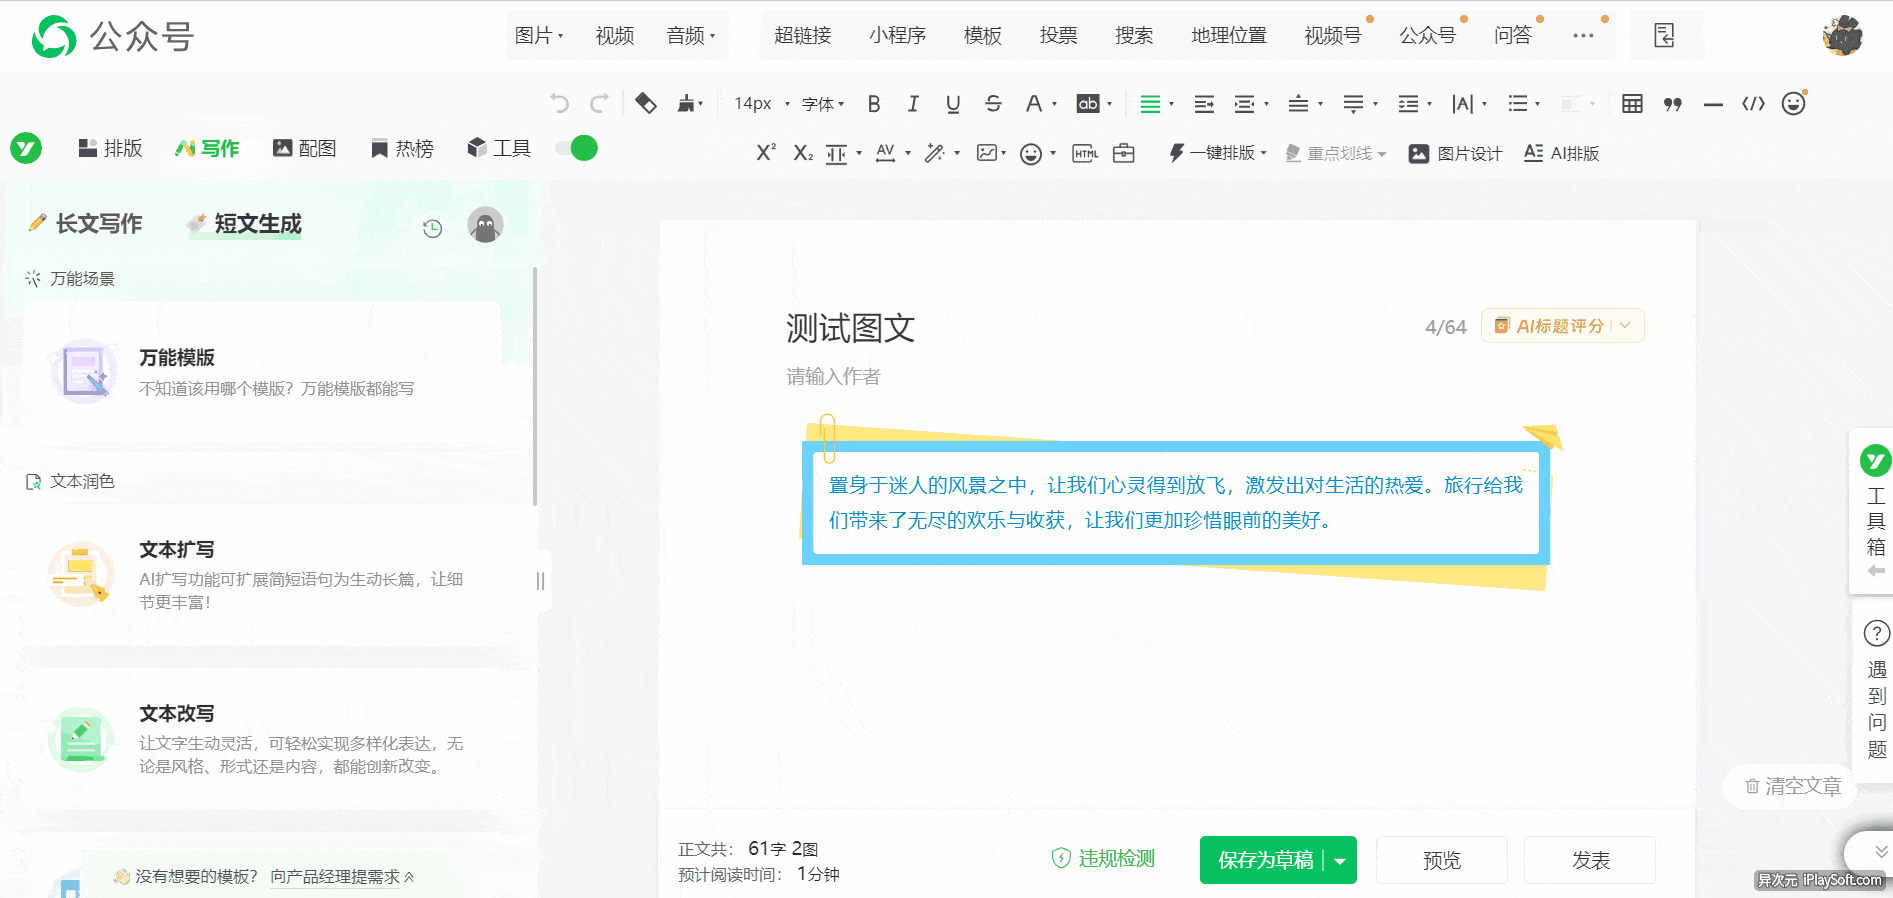 公众号
图片
视频
音频
超链接
小程序
模板
投票
搜索
地理位置
视频号
公众号
问答
14px
字体
B
I
U
S
A
ab
|A|
</>
排版
写作
配图
热榜
工具
X²
X₂
AV
HTML
一键排版
重点划线
图片设计
AI排版
长文写作
短文生成
万能场景
万能模版
不知道该用哪个模版？万能模版都能写
文本润色
文本扩写
AI扩写功能可扩展简短语句为生动长篇，让细
节更丰富！
文本改写
让文字生动灵活，可轻松实现多样化表达，无
论是风格、形式还是内容，都能创新改变。
没有想要的模板？ 向产品经理提需求
测试图文
4/64
AI标题评分
请输入作者
置身于迷人的风景之中，让我们心灵得到放飞，激发出对生活的热爱。旅行给我
们带来了无尽的欢乐与收获，让我们更加珍惜眼前的美好。
正文共： 61字 2图
预计阅读时间： 1分钟
违规检测
保存为草稿
预览
发表
工具箱
遇到问题
清空文章
异次元 iPlaySoft.com